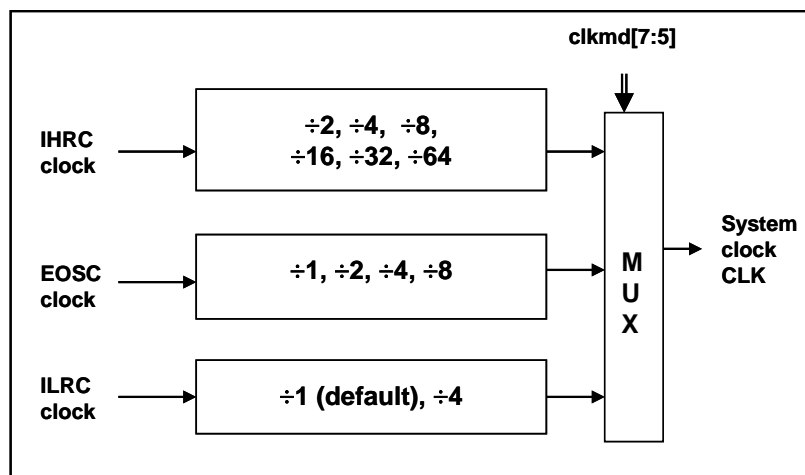 clkmd[7:5]
IHRC
clock
÷2, ÷4, ÷8,
÷16, ÷32, ÷64
EOSC
clock
÷1, ÷2, ÷4, ÷8
ILRC
clock
÷1 (default), ÷4
M
U
X
System
clock
CLK